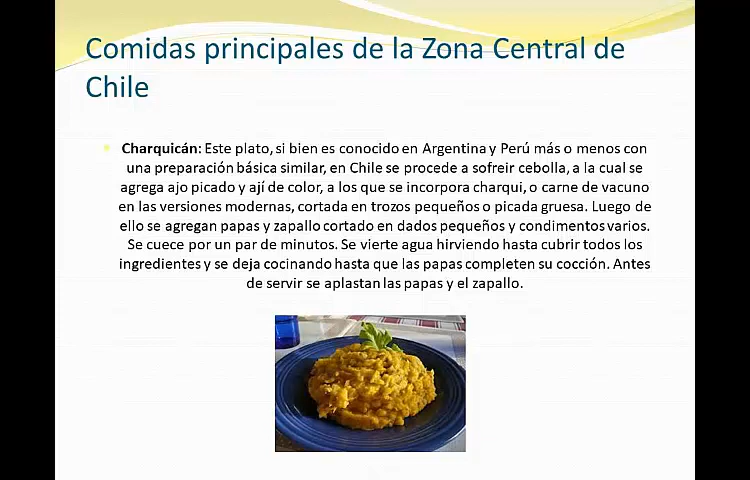 Comidas principales de la Zona Central de
Chile
Charquicán: Este plato, si bien es conocido en Argentina y Perú más o menos con
una preparación básica similar, en Chile se procede a sofreir cebolla, a la cual se
agrega ajo picado y ají de color, a los que se incorpora charqui, o carne de vacuno
en las versiones modernas, cortada en trozos pequeños o picada gruesa. Luego de
ello se agregan papas y zapallo cortado en dados pequeños y condimentos varios.
Se cuece por un par de minutos. Se vierte agua hirviendo hasta cubrir todos los
ingredientes y se deja cocinando hasta que las papas completen su cocción. Antes
de servir se aplastan las papas y el zapallo.